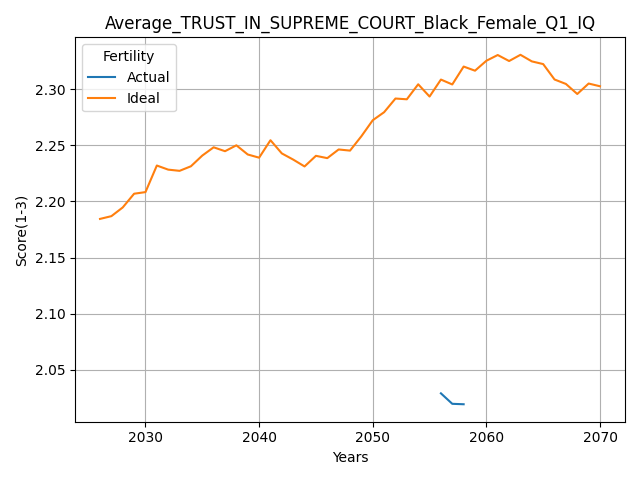 Average_TRUST_IN_SUPREME_COURT_Black_Female_Q1_IQ
Fertility
Actual
Ideal
Score(1-3)
2.30
2.25
2.20
2.15
2.10
2.05
2030 2040 2050 2060 2070
Years